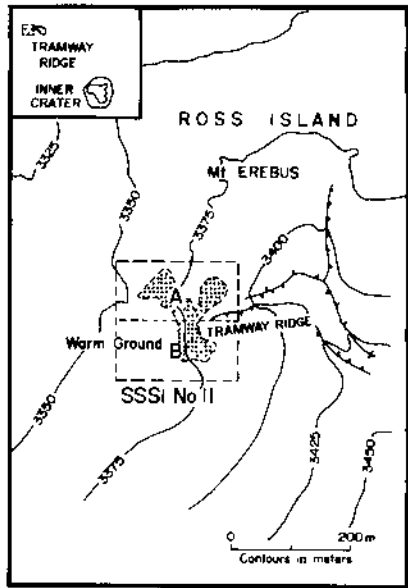 TRAMWAY
RIDGE
INNER
CRATER
ROSS ISLAND
Mt EREBUS
3325
3350
3375
3400
A
TRAMWAY RIDGE
Warm Ground
B
SSSI No II
3350
3375
3425
3450
0 200 m
Contours in meters